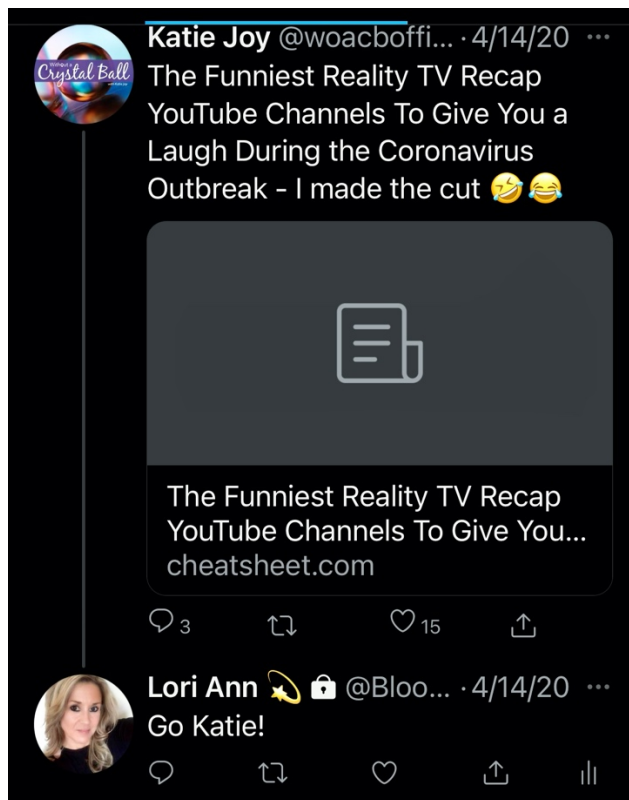 Katie Joy @woacboffi... · 4/14/20 ...
The Funniest Reality TV Recap
YouTube Channels To Give You a
Laugh During the Coronavirus
Outbreak - I made the cut 🤣😂
Crystal Ball
The Funniest Reality TV Recap
YouTube Channels To Give You...
cheatsheet.com
3
15
Lori Ann 💫 🔒 @Bloo... · 4/14/20 ...
Go Katie!